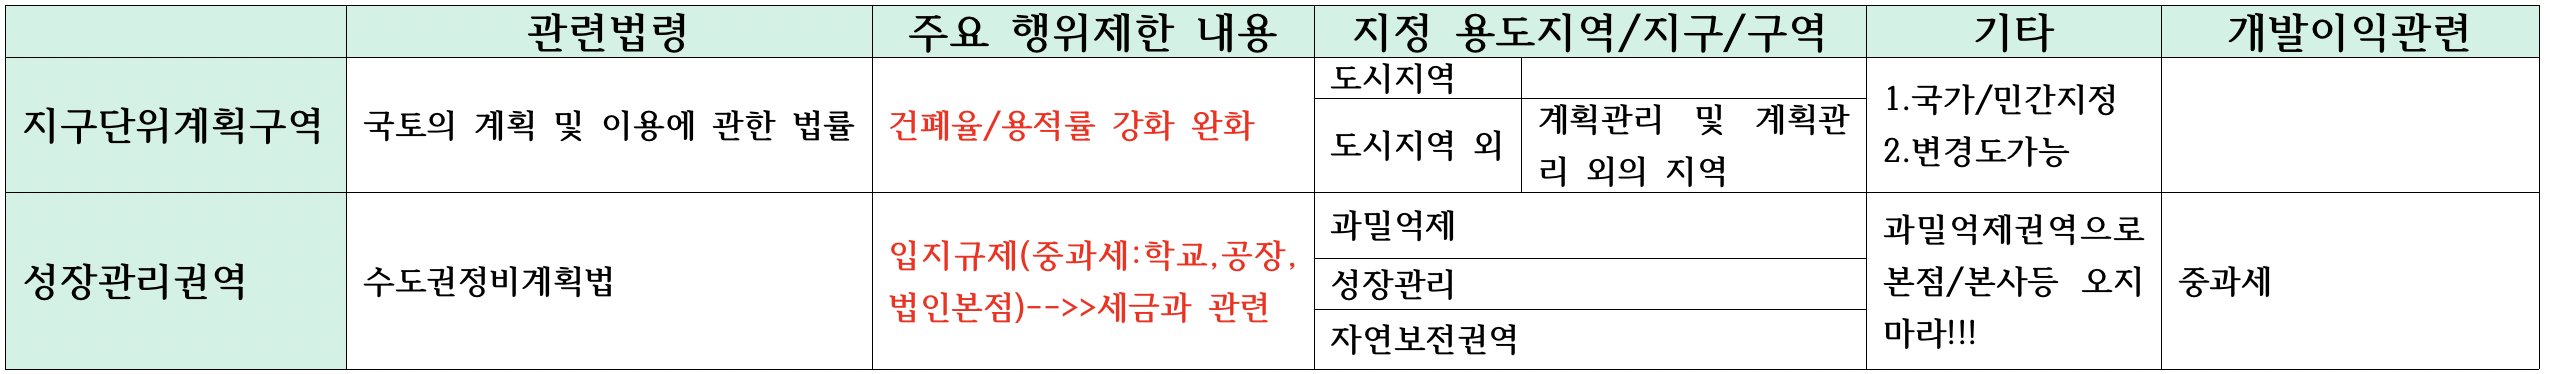 관련법령 주요 행위제한 내용 지정 용도지역/지구/구역 기타 개발이익관련
지구단위계획구역
국토의 계획 및 이용에 관한 법률
건폐율/용적률 강화 완화
도시지역
도시지역 외
계획관리 및 계획관
리 외의 지역
1.국가/민간지정
2.변경도가능
성장관리권역
수도권정비계획법
입지규제(중과세:학교,공장,
법인본점)-->>세금과 관련
과밀억제
성장관리
자연보전권역
과밀억제권역으로
본점/본사등 오지
마라!!!
중과세